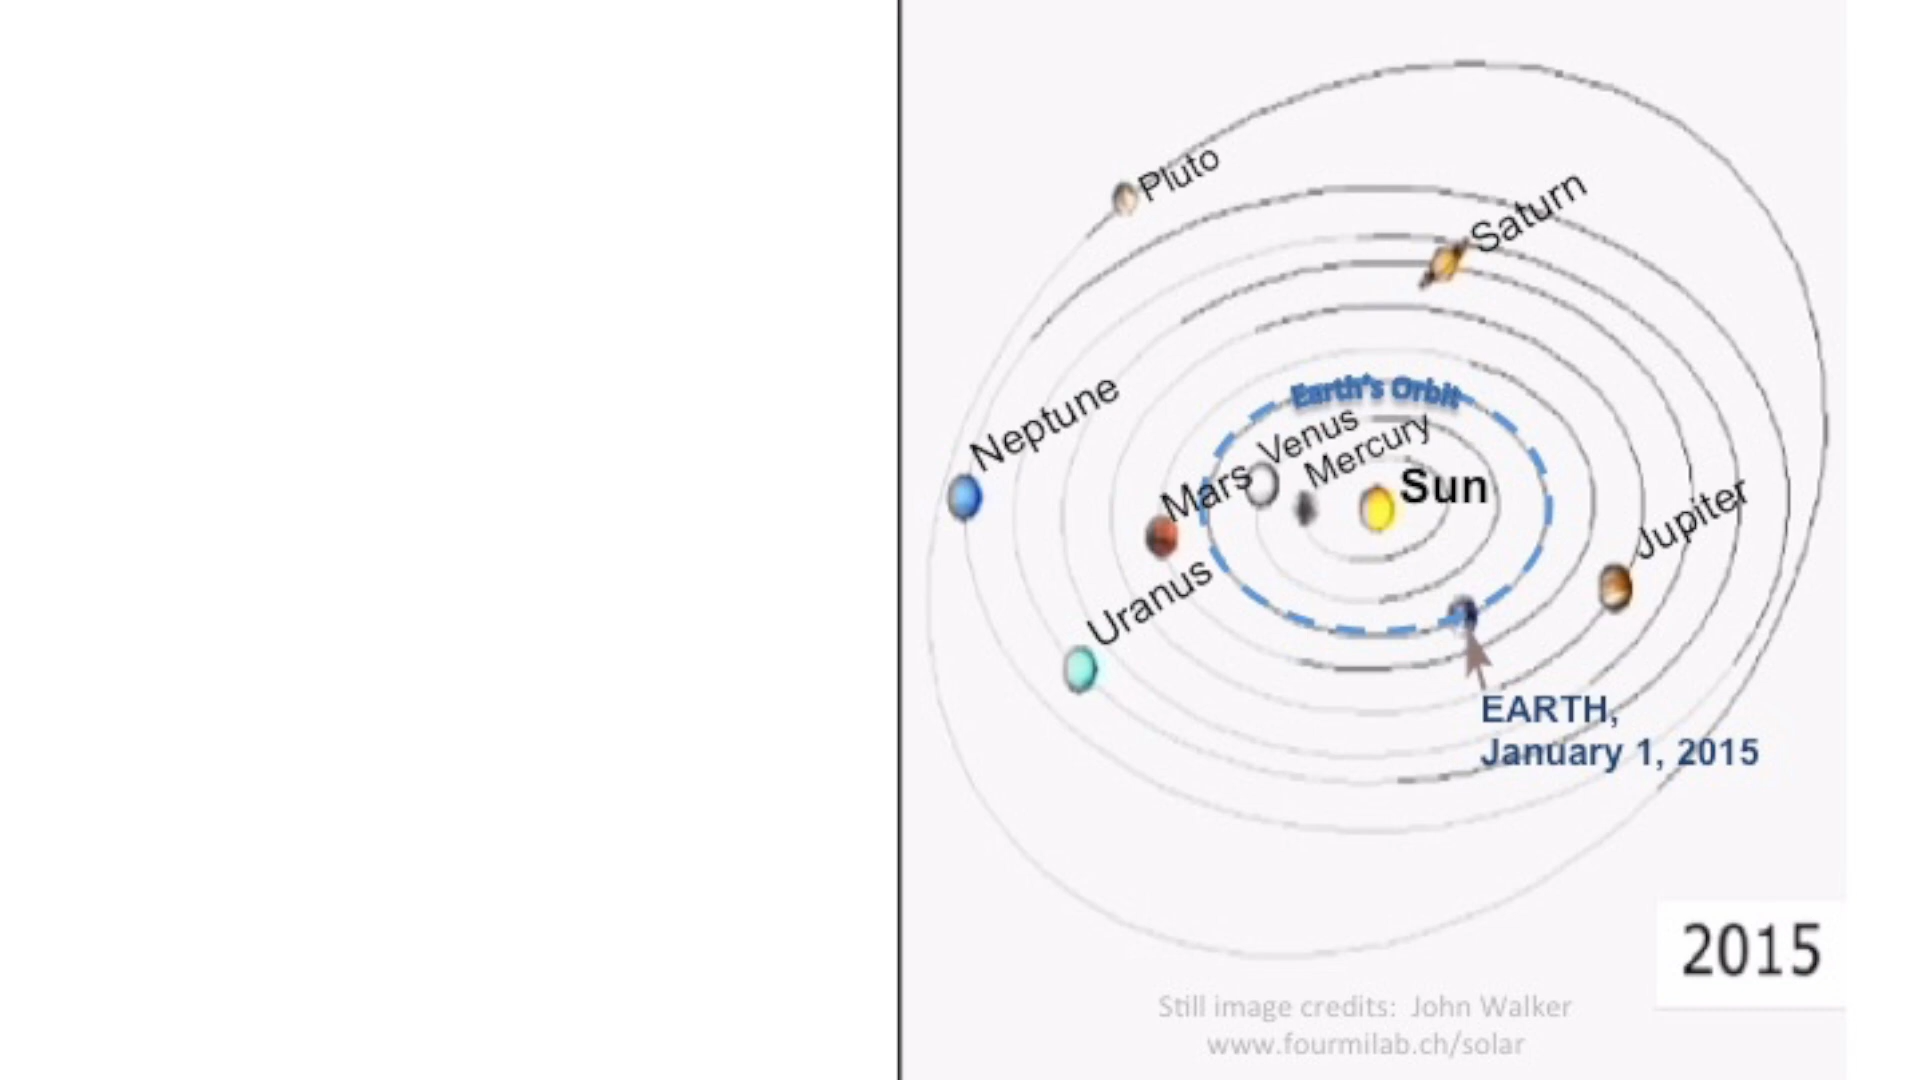 Pluto
Saturn
Earth's Orbit
Neptune
Venus
Mercury
Mars
Sun
Jupiter
Uranus
EARTH,
January 1, 2015
2015
Still image credits: John Walker
www.fourmilab.ch/solar